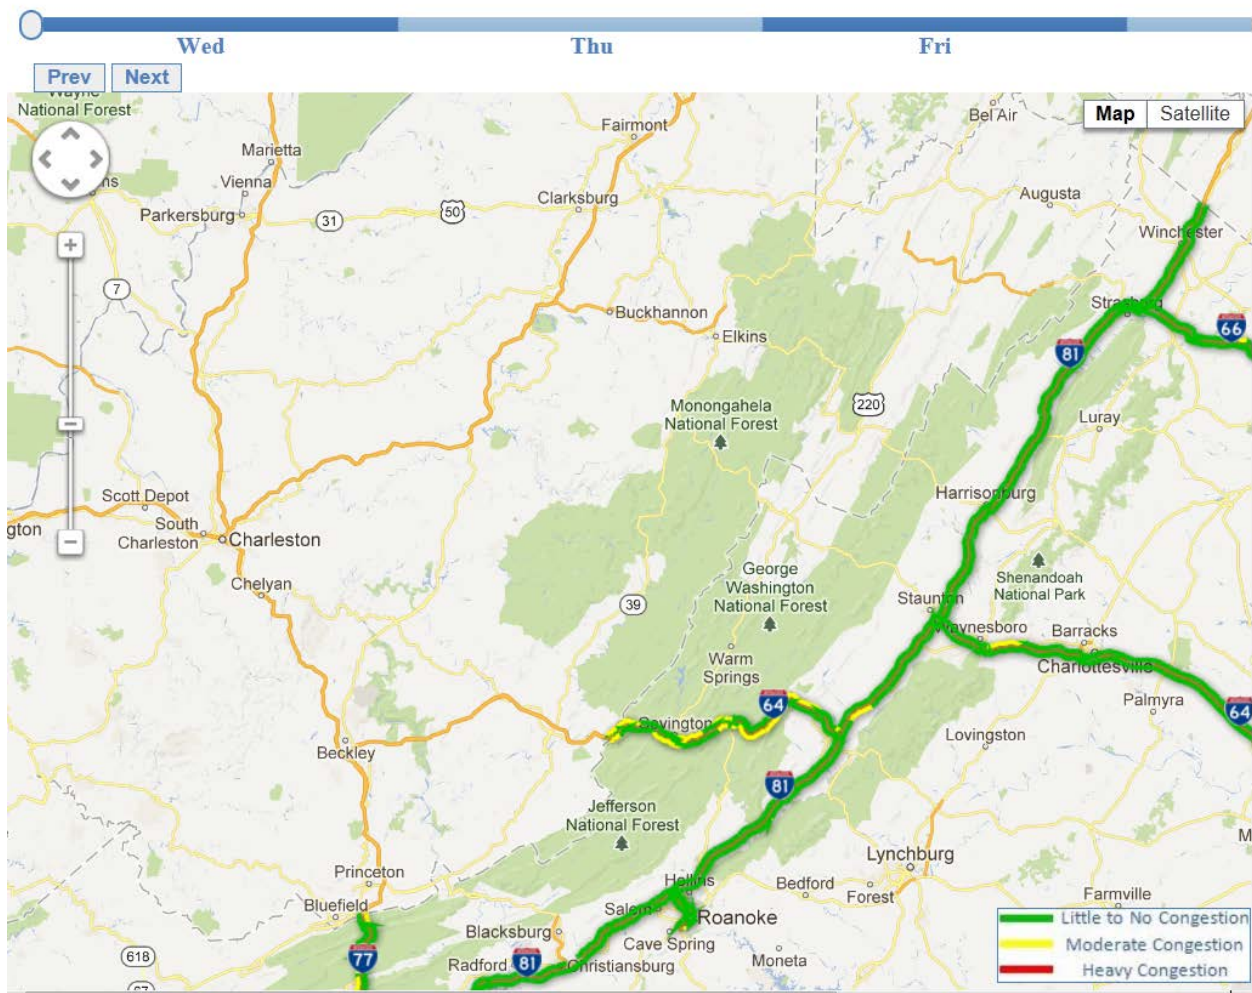 Wed
Thu
Fri
Prev
Next
Wayne
National Forest
Map
Satellite
Bel Air
Fairmont
Marietta
Vienna
Parkersburg
31
50
Clarksburg
Augusta
Winchester
7
Buckhannon
Elkins
Strasburg
66
81
220
Monongahela
National Forest
Luray
Scott Depot
South
Charleston
Charleston
Harrisonburg
gton
Chelyan
George
Washington
National Forest
Shenandoah
National Park
39
Staunton
Waynesboro
Barracks
Charlottesville
Warm
Springs
Palmyra
64
64
Covington
Beckley
Lovington
81
Jefferson
National Forest
Lynchburg
Princeton
Hollins
Bedford
Forest
Farmville
Bluefield
Salem
Roanoke
Blacksburg
Cave Spring
618
77
Radford
81
Christiansburg
Moneta
67
Little to No Congestion
Moderate Congestion
Heavy Congestion